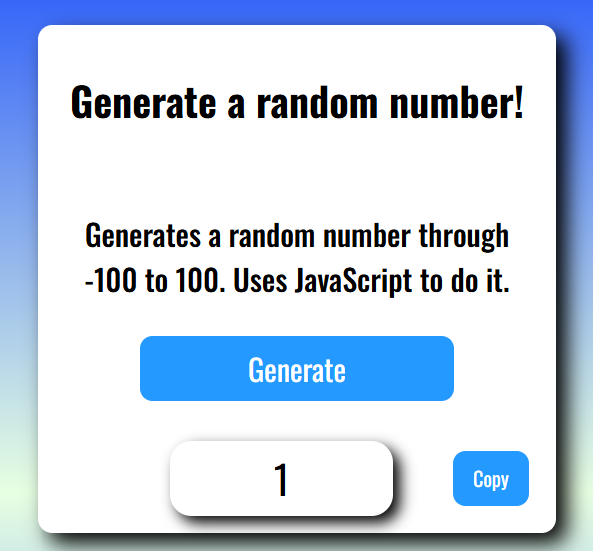 Generate a random number!
Generates a random number through
-100 to 100. Uses JavaScript to do it.
Generate
1
Copy